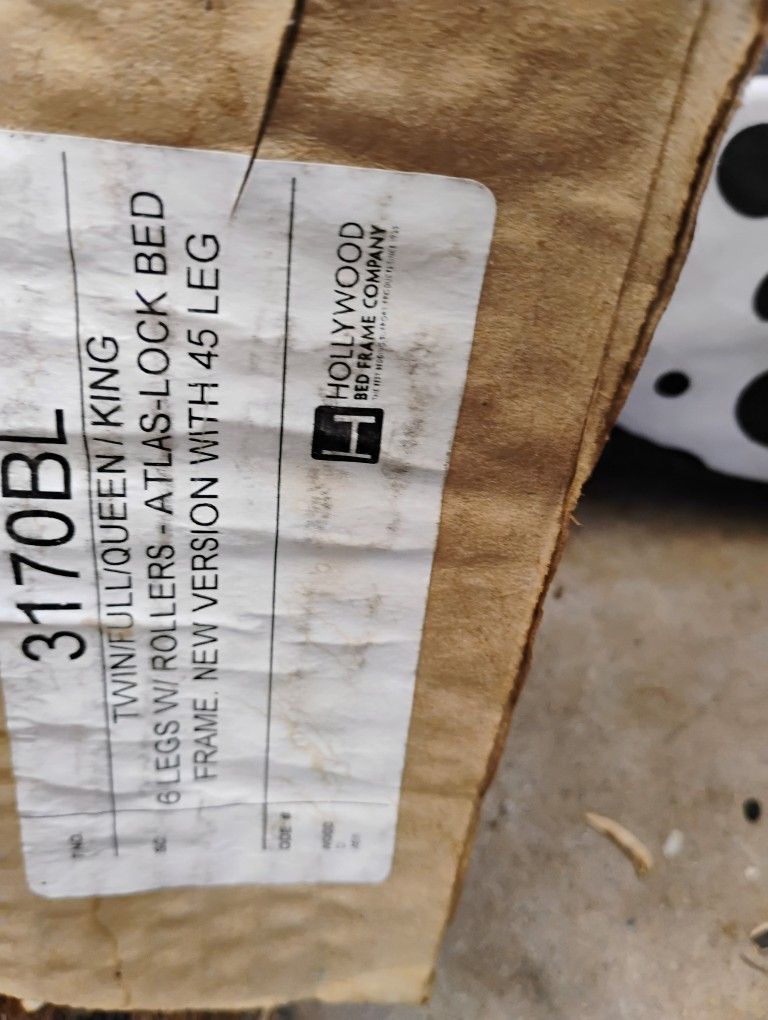 3170BL
TWIN/FULL/QUEEN / KING
6 LEGS W/ ROLLERS - ATLAS-LOCK BED
FRAME. NEW VERSION WITH 45 LEG
H
HOLLYWOOD
BED FRAME COMPANY